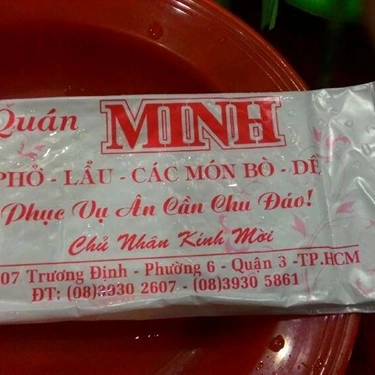 Quán MINH
PHỞ - LẨU - CÁC MÓN BÒ - DÊ
Phục Vụ Ân Cần Chu Đáo!
Chủ Nhân Kính Mời
07 Trương Định - Phường 6 - Quận 3 -TP.HCM
ĐT: (08)3930 2607 - (08)3930 5861